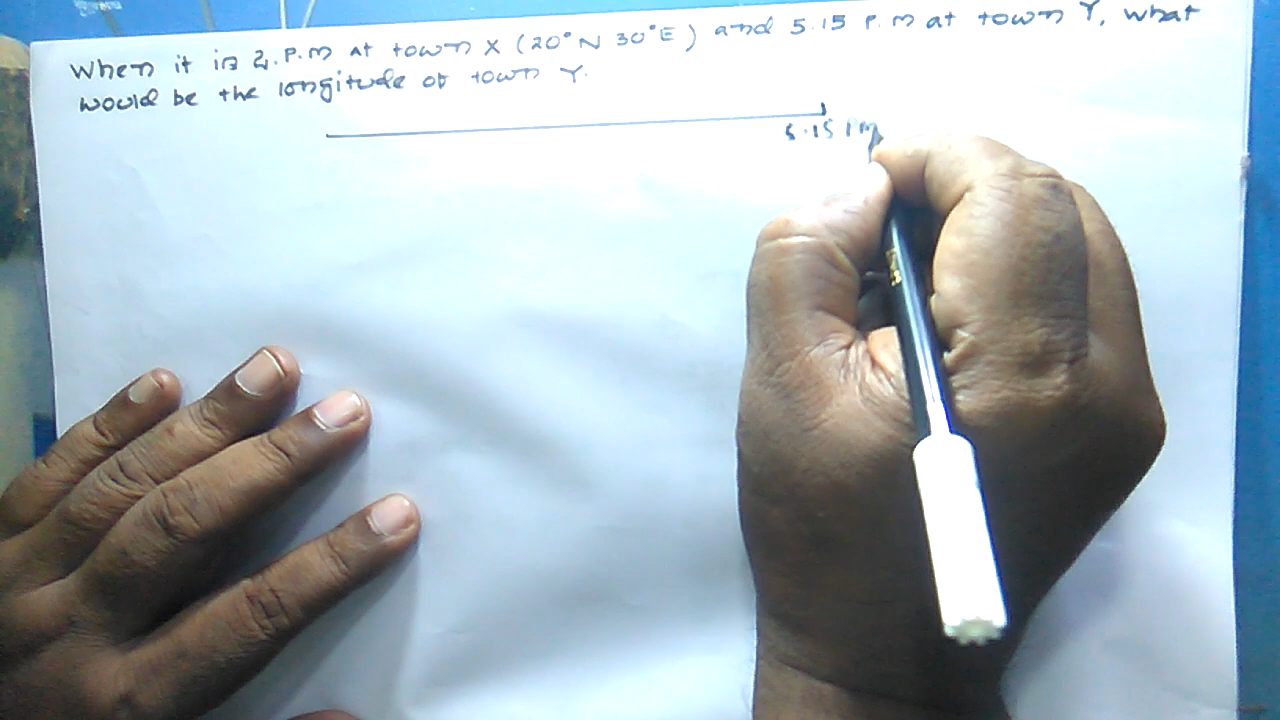 When it is 2.P.M at town X (20°N 30°E) and 5.15 P.M at town Y, what
would be the longitude of town Y.
5.15 PM